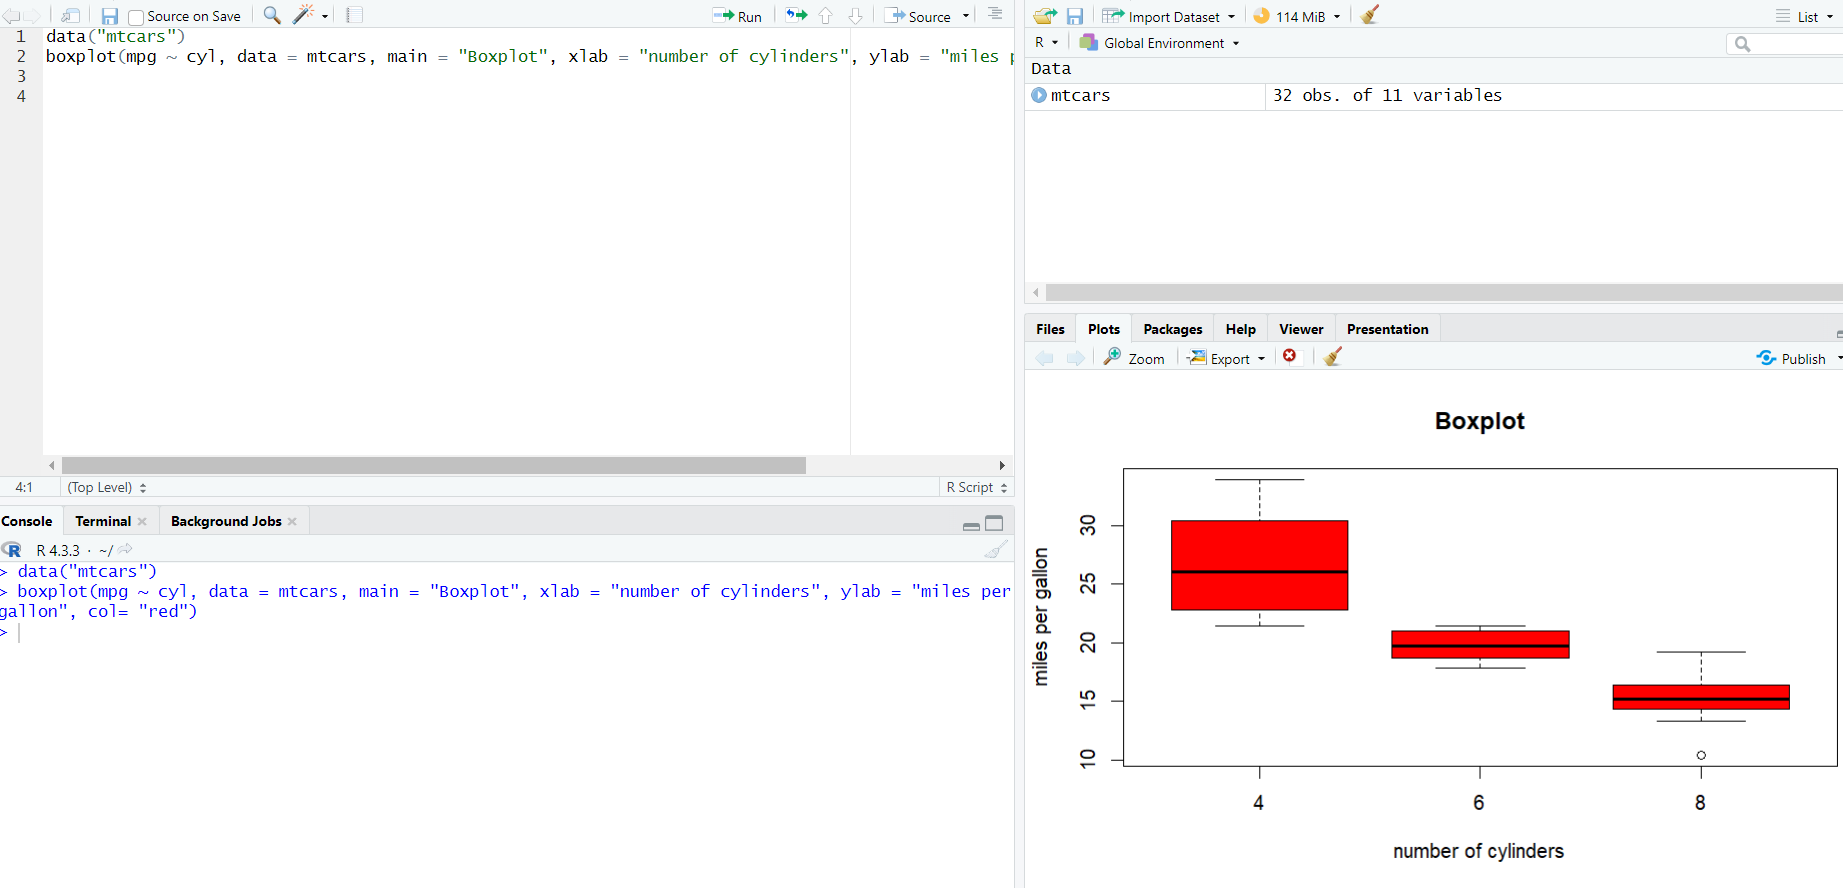 Source on Save
Run
Source
1 data("mtcars")
2 boxplot(mpg ~ cyl, data = mtcars, main = "Boxplot", xlab = "number of cylinders", ylab = "miles
3
4
4:1 (Top Level) R Script
Console Terminal Background Jobs
R R 4.3.3 · ~/
> data("mtcars")
> boxplot(mpg ~ cyl, data = mtcars, main = "Boxplot", xlab = "number of cylinders", ylab = "miles per
gallon", col= "red")
>
Import Dataset 114 MiB List
R Global Environment
Data
mtcars 32 obs. of 11 variables
Files Plots Packages Help Viewer Presentation
Zoom Export Publish
Boxplot
miles per gallon
30
25
20
15
10
4 6 8
number of cylinders